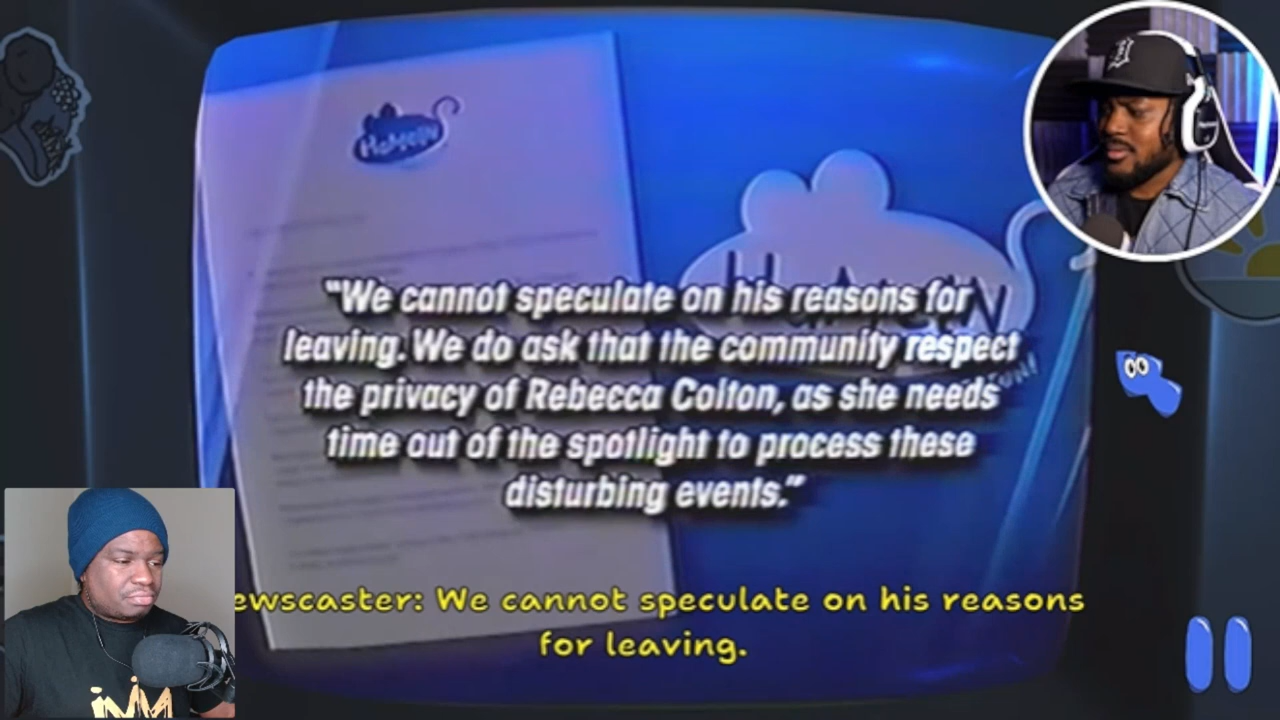 HaMeln
"We cannot speculate on his reasons for
leaving. We do ask that the community respect
the privacy of Rebecca Colton, as she needs
time out of the spotlight to process these
disturbing events."
ewscaster: We cannot speculate on his reasons
for leaving.